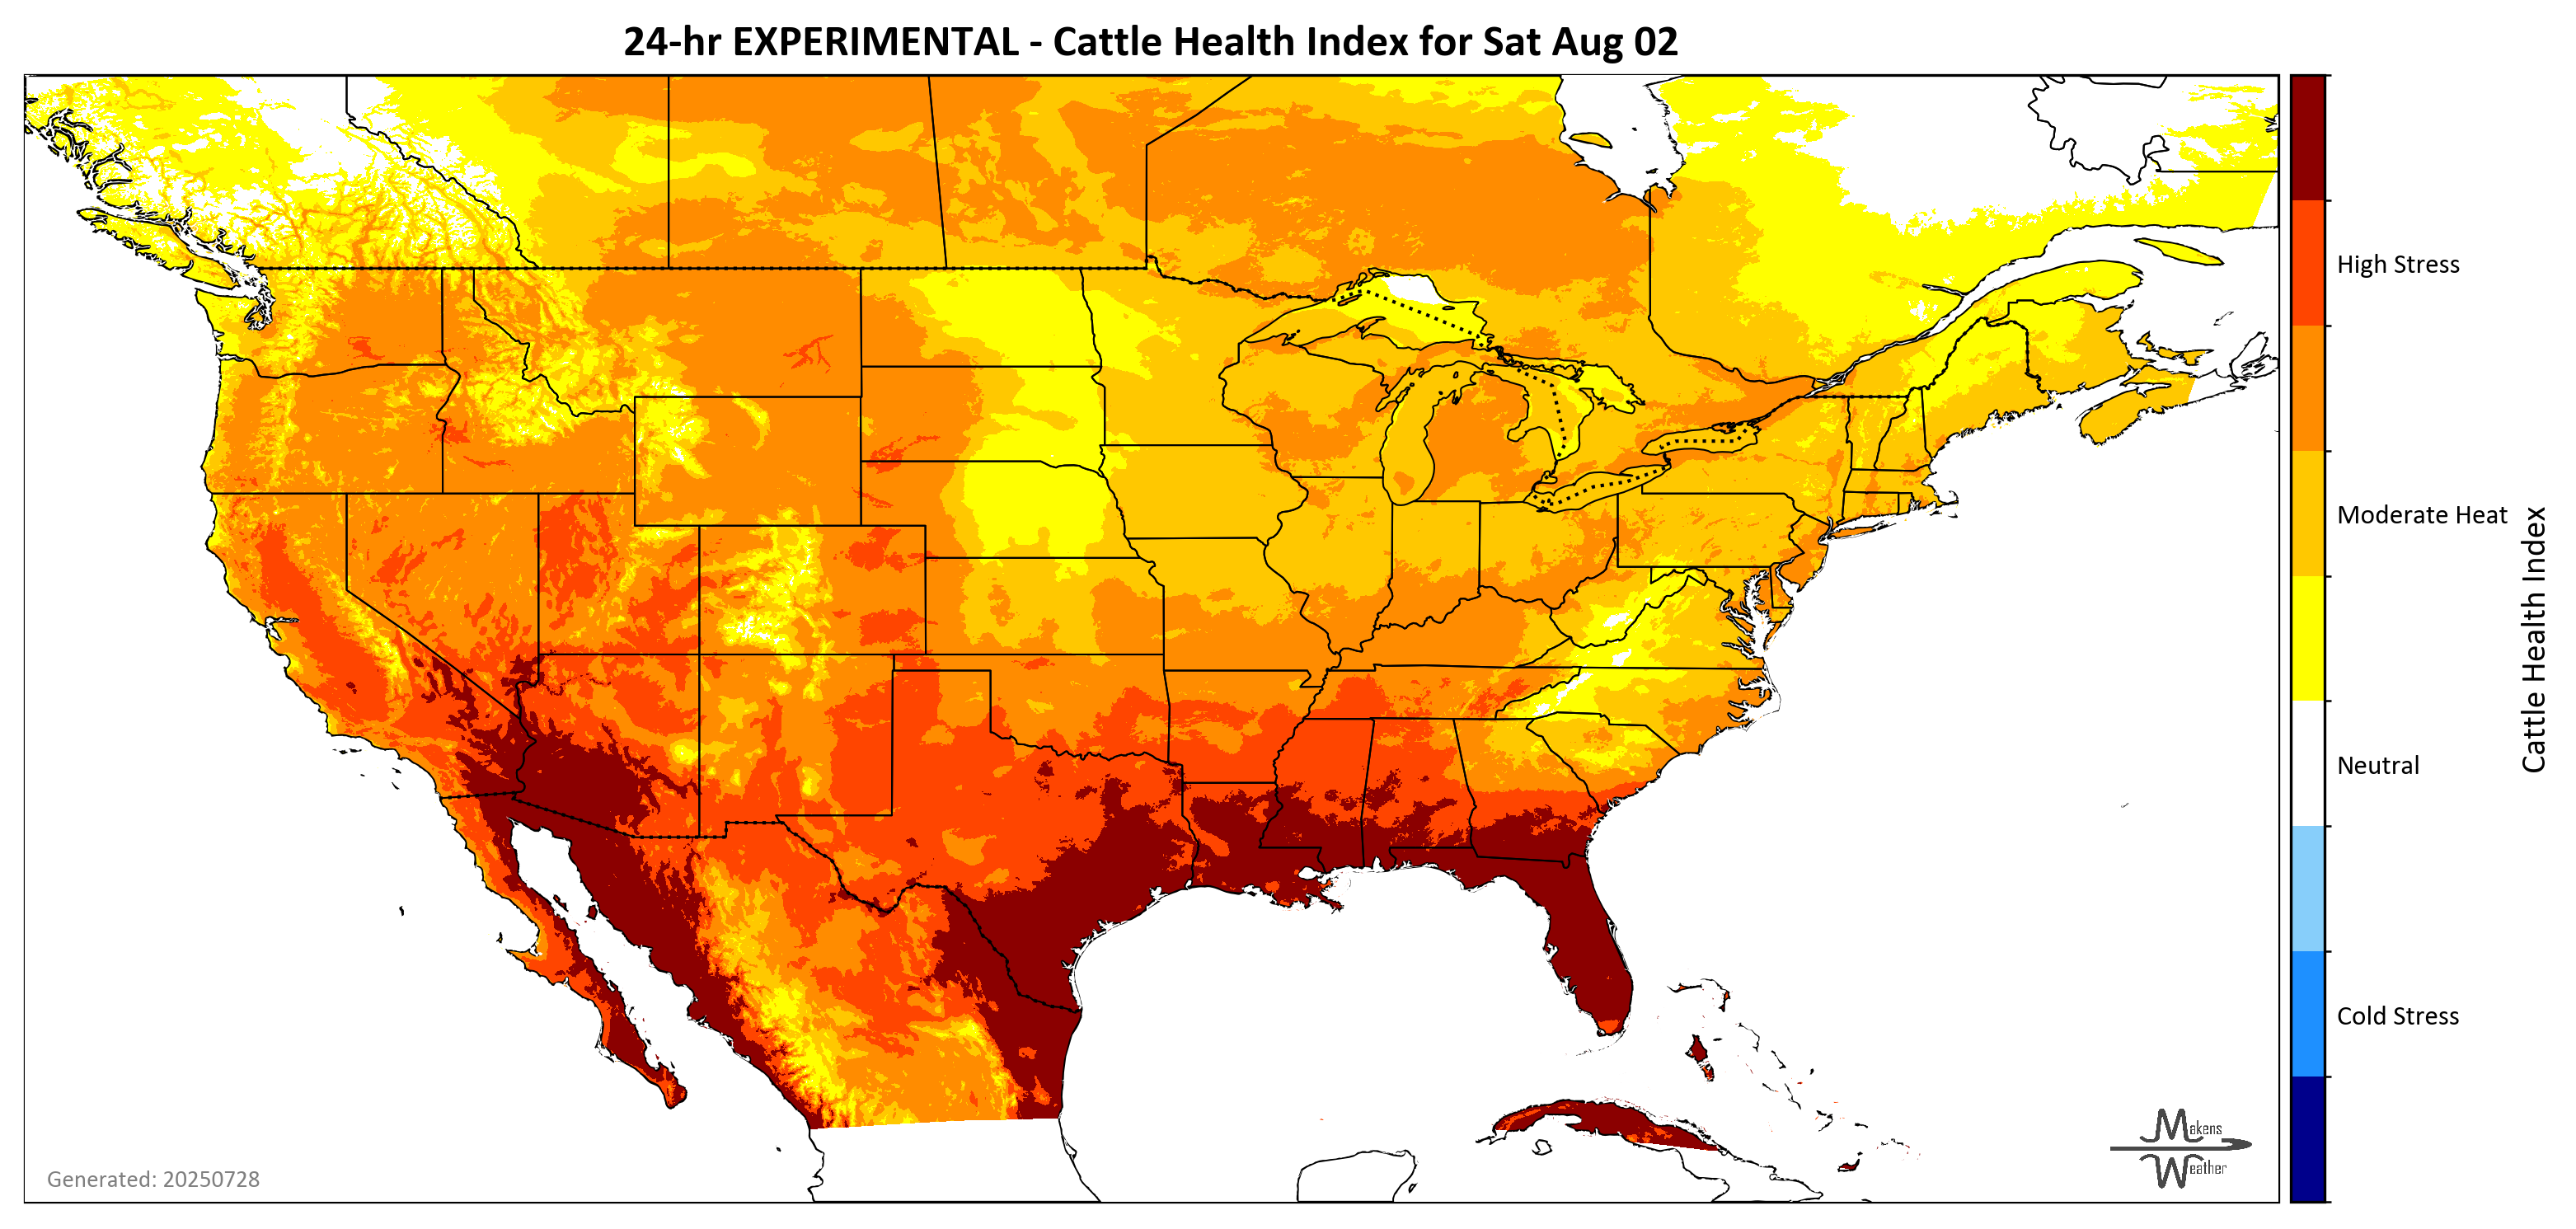 24-hr EXPERIMENTAL - Cattle Health Index for Sat Aug 02
High Stress
Moderate Heat
Neutral
Cold Stress
Cattle Health Index
Generated: 20250728
Makens
Weather